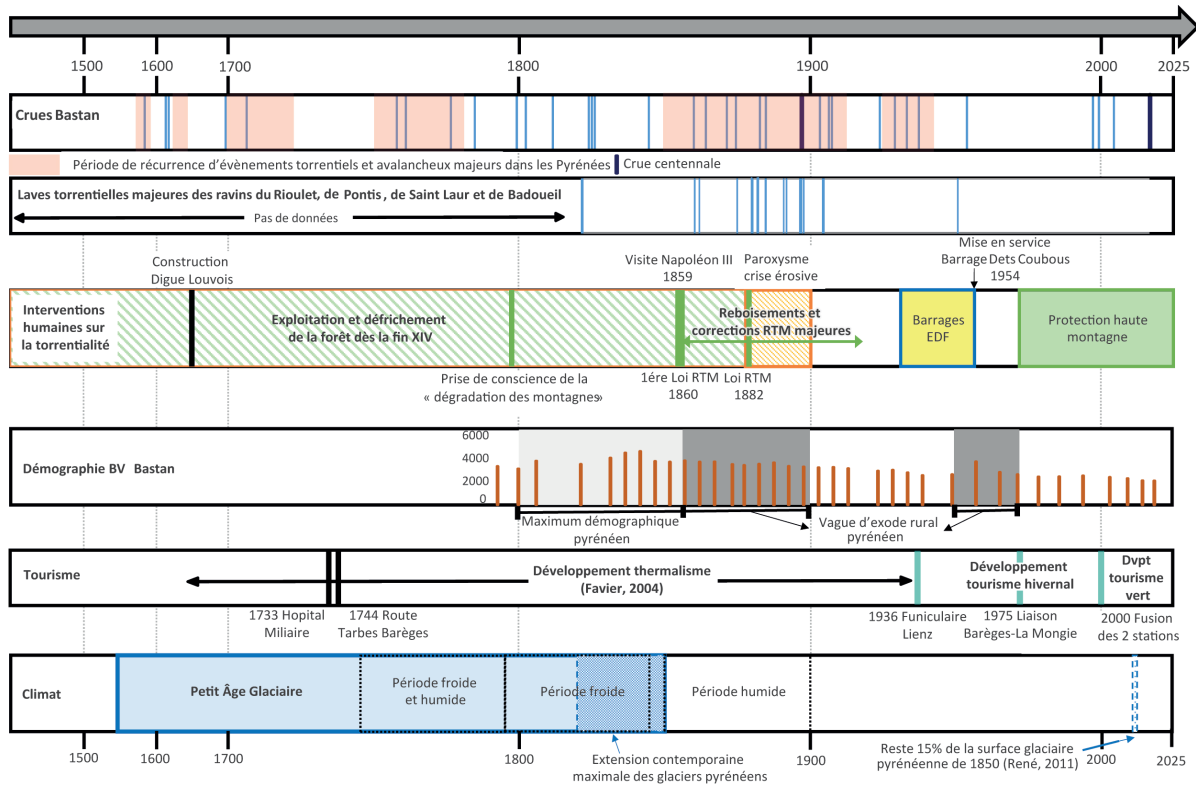 1500 1600 1700 1800 1900 2000 2025
Crues Bastan
Période de récurrence d'évènements torrentiels et avalancheux majeurs dans les Pyrénées
Crue centennale
Laves torrentielles majeures des ravins du Rioulet, de Pontis, de Saint Laur et de Badoueil
Pas de données
Construction
Digue Louvois
Visite Napoléon III
1859
Paroxysme
crise érosive
Mise en service
Barrage Dets Coubous
1954
Interventions
humaines sur
la torrentialité
Exploitation et défrichement
de la forêt dès la fin XIV
Reboisements et
corrections RTM majeures
Barrages
EDF
Protection haute
montagne
Prise de conscience de la
« dégradation des montagnes»
1ére Loi RTM
1860
Loi RTM
1882
Démographie BV Bastan
6000
4000
2000
0
Maximum démographique
pyrénéen
Vague d'exode rural
pyrénéen
Tourisme
Développement thermalisme
(Favier, 2004)
Développement
tourisme hivernal
Dvpt
tourisme
vert
1733 Hopital
Miliaire
1744 Route
Tarbes Barèges
1936 Funiculaire
Lienz
1975 Liaison
Barèges-La Mongie
2000 Fusion
des 2 stations
Climat
Petit Âge Glaciaire
Période froide
et humide
Période froide
Période humide
1500 1600 1700 1800 1900 2000 2025
Extension contemporaine
maximale des glaciers pyrénéens
Reste 15% de la surface glaciaire
pyrénéenne de 1850 (René, 2011)